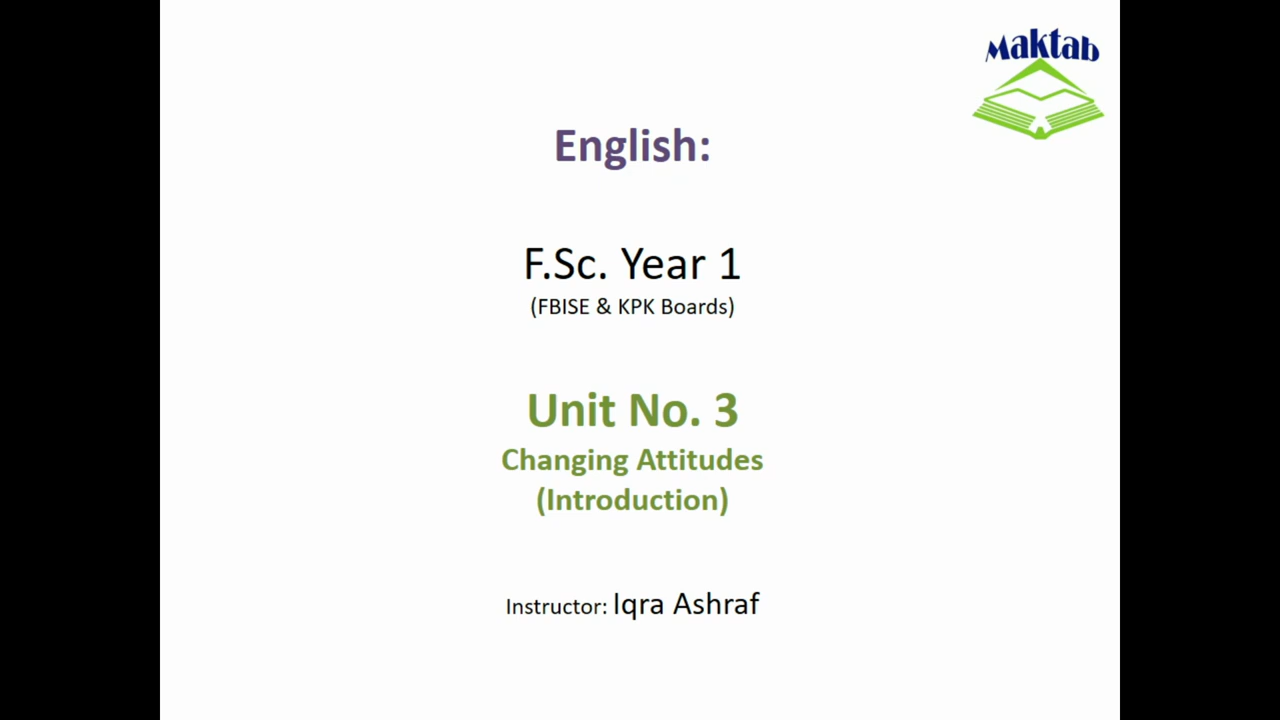 Maktab
English:
F.Sc. Year 1
(FBISE & KPK Boards)
Unit No. 3
Changing Attitudes
(Introduction)
Instructor: Iqra Ashraf